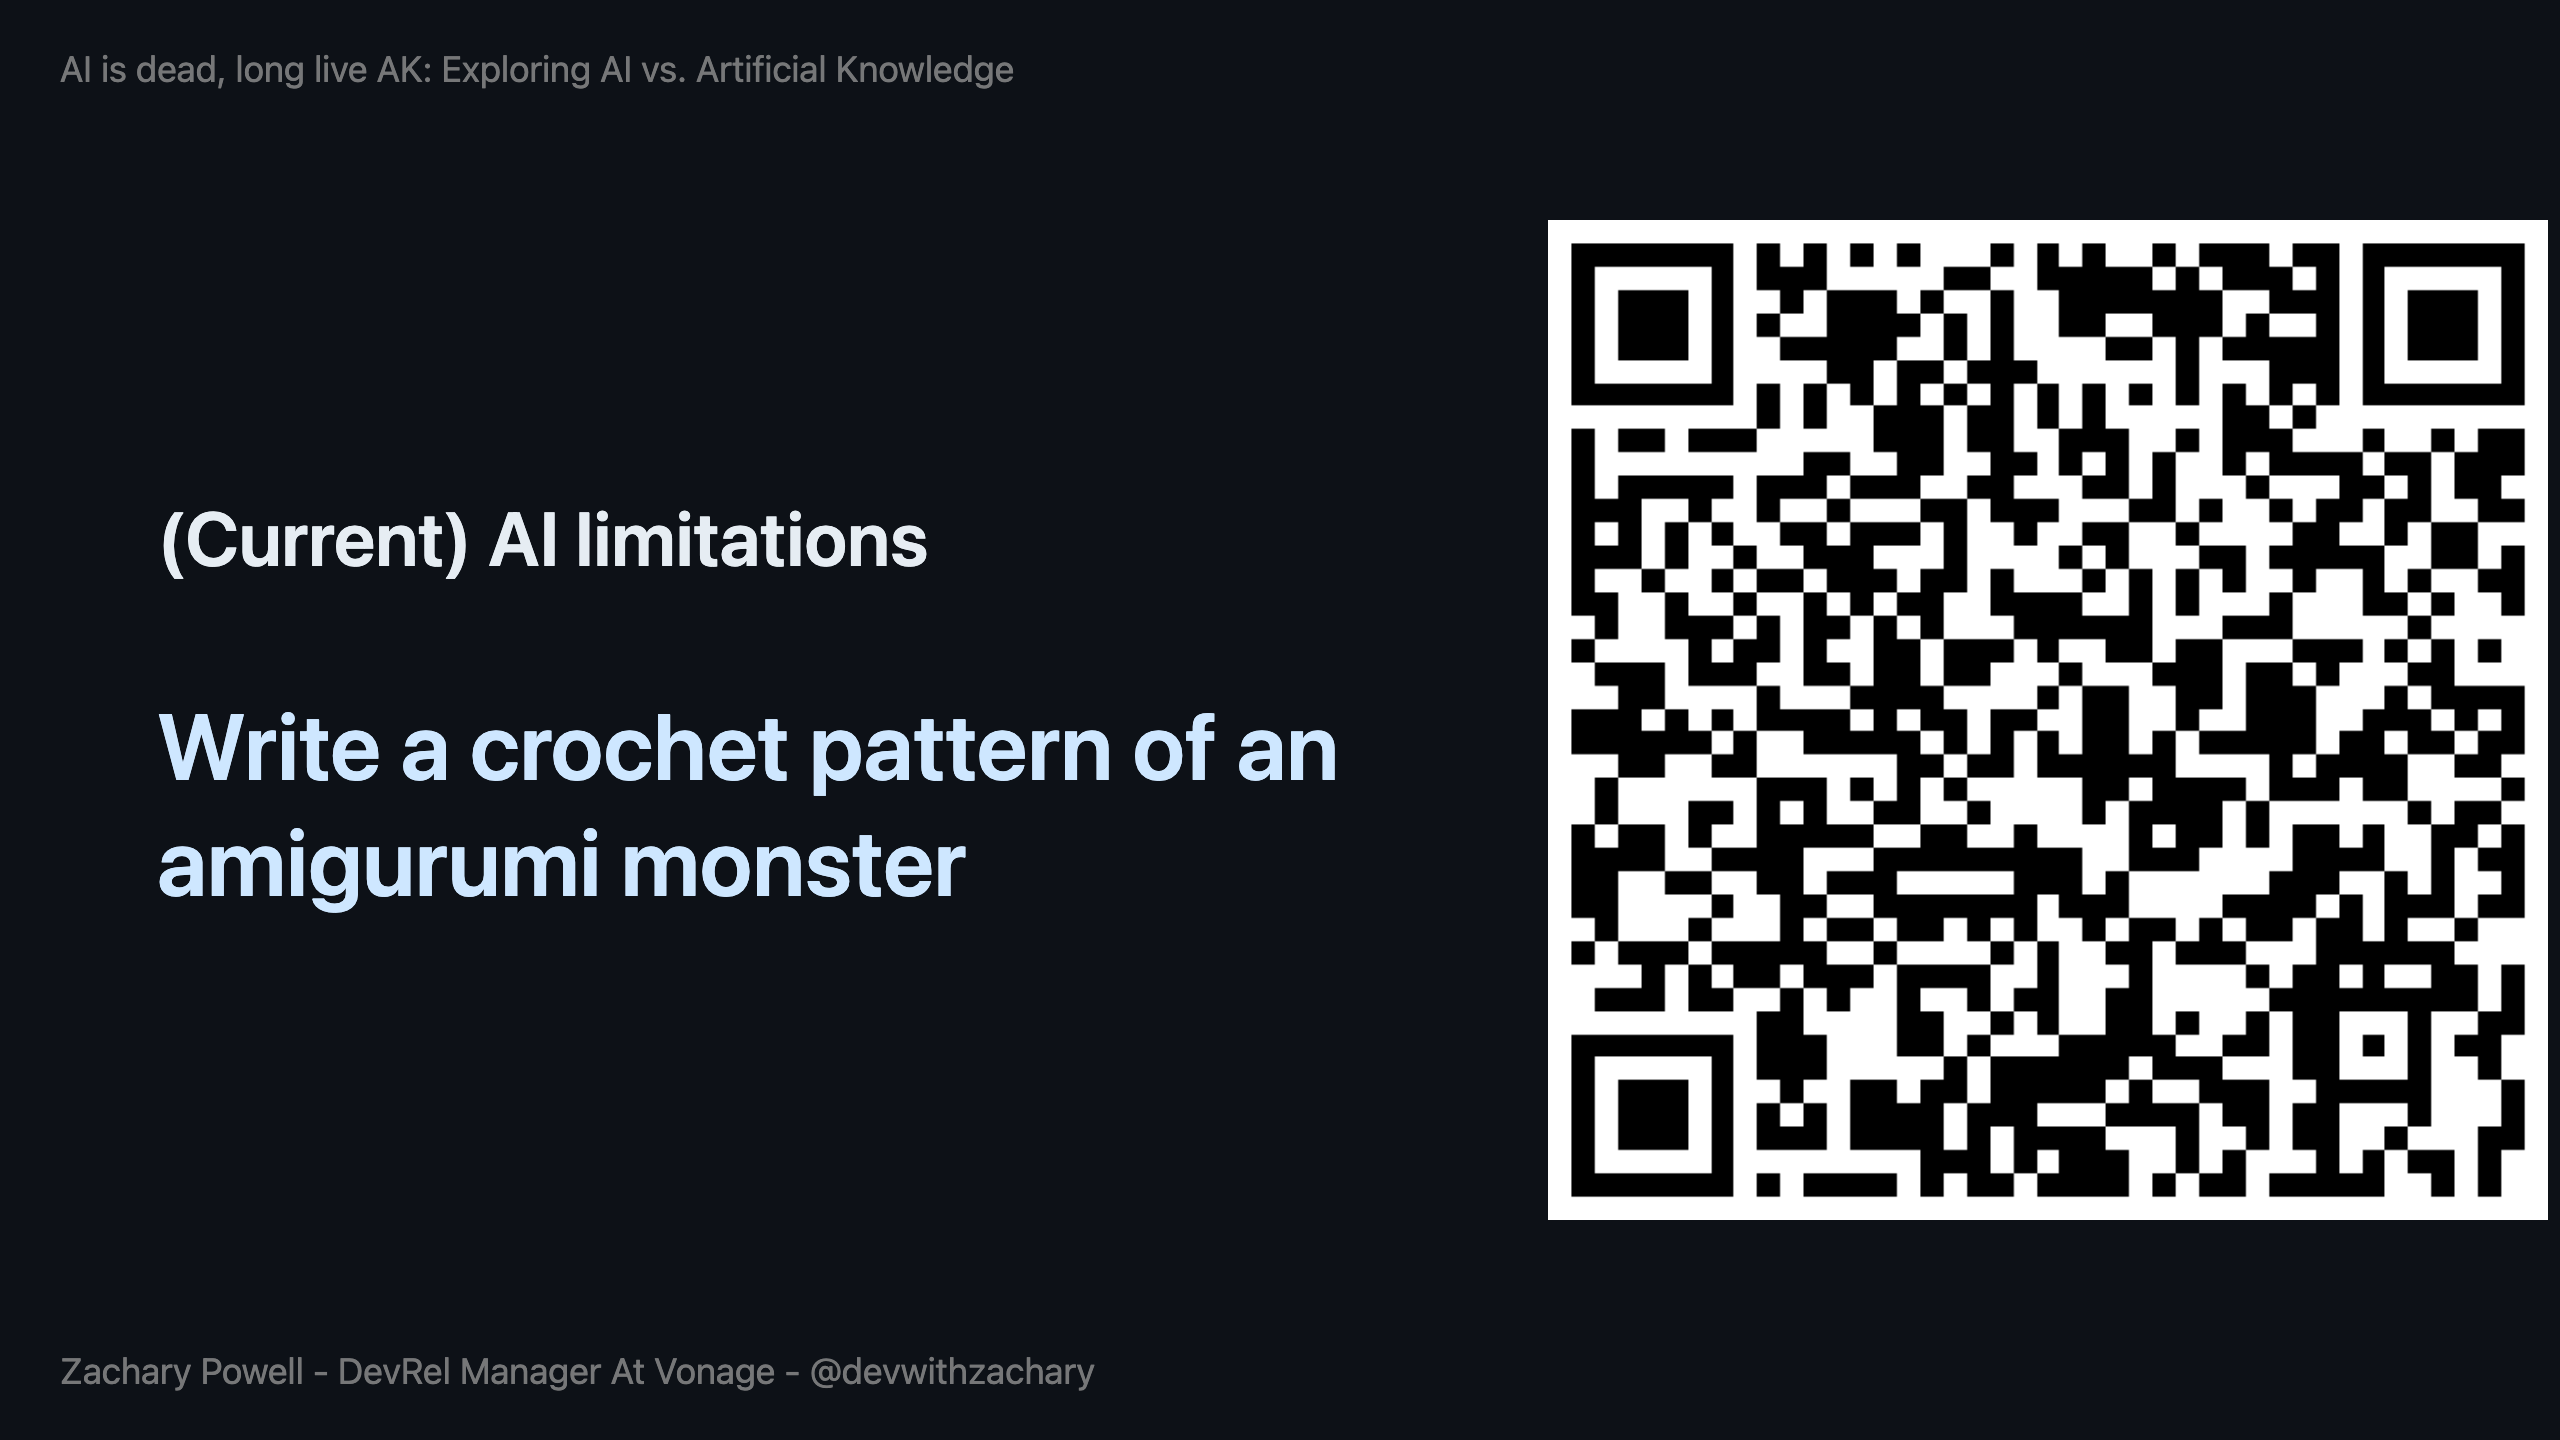 AI is dead, long live AK: Exploring AI vs. Artificial Knowledge
(Current) AI limitations
Write a crochet pattern of an
amigurumi monster
Zachary Powell - DevRel Manager At Vonage - @devwithzachary